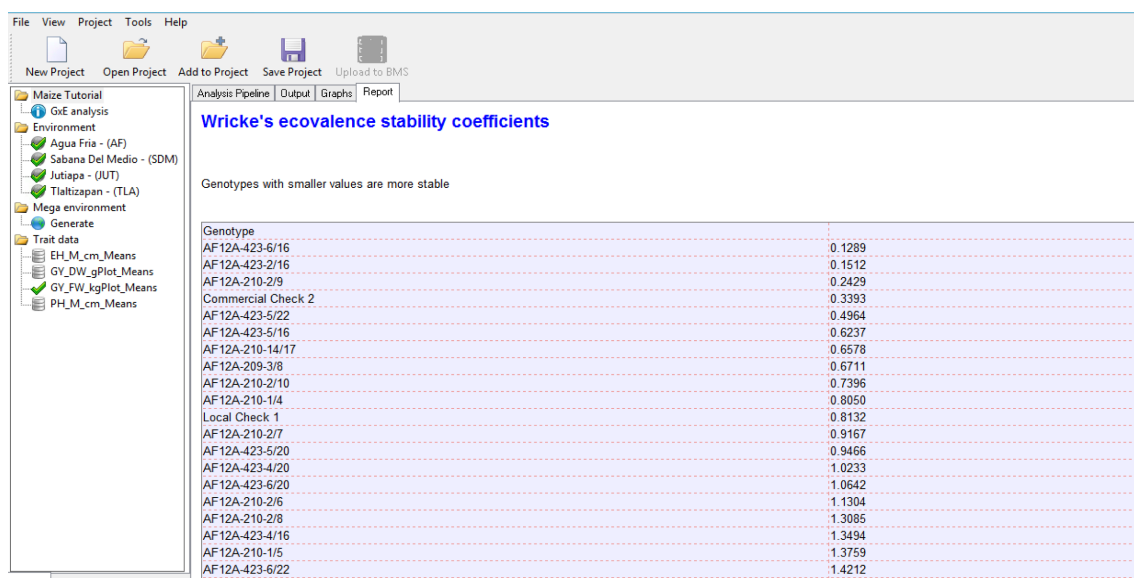 File View Project Tools Help
New Project Open Project Add to Project Save Project Upload to BMS
Maize Tutorial
GxE analysis
Environment
Agua Fria - (AF)
Sabana Del Medio - (SDM)
Jutiapa - (JUT)
Tlaltizapan - (TLA)
Mega environment
Generate
Trait data
EH_M_cm_Means
GY_DW_gPlot_Means
GY_FW_kgPlot_Means
PH_M_cm_Means
Analysis Pipeline Output Graphs Report
Wricke's ecovalence stability coefficients
Genotypes with smaller values are more stable
Genotype
AF12A-423-6/16 0.1289
AF12A-423-2/16 0.1512
AF12A-210-2/9 0.2429
Commercial Check 2 0.3393
AF12A-423-5/22 0.4964
AF12A-423-5/16 0.6237
AF12A-210-14/17 0.6578
AF12A-209-3/8 0.6711
AF12A-210-2/10 0.7396
AF12A-210-1/4 0.8050
Local Check 1 0.8132
AF12A-210-2/7 0.9167
AF12A-423-5/20 0.9466
AF12A-423-4/20 1.0233
AF12A-423-6/20 1.0642
AF12A-210-2/6 1.1304
AF12A-210-2/8 1.3085
AF12A-423-4/16 1.3494
AF12A-210-1/5 1.3759
AF12A-423-6/22 1.4212